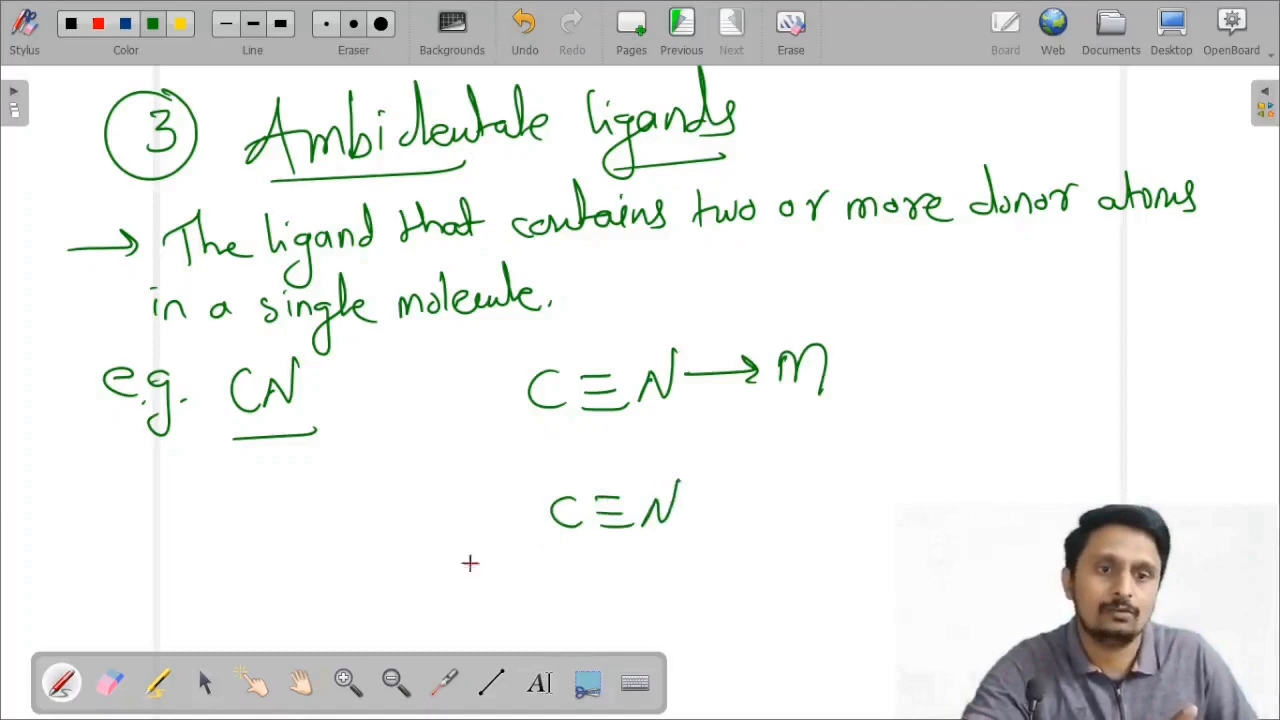 Stylus Color Line Eraser Backgrounds Undo Redo Pages Previous Next Erase Board Web Documents Desktop OpenBoard
3 Ambidentate ligands
→ The ligand that contains two or more donor atoms
in a single molecule.
e.g. CN C≡N → M
C≡N
AI